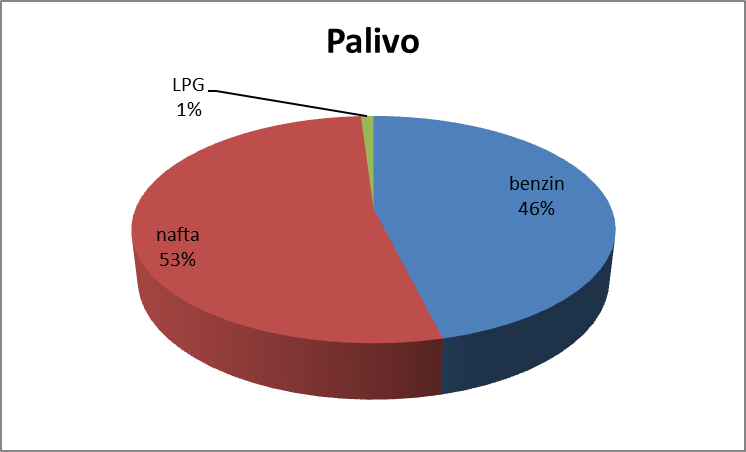 Palivo
LPG
1%
benzin
46%
nafta
53%